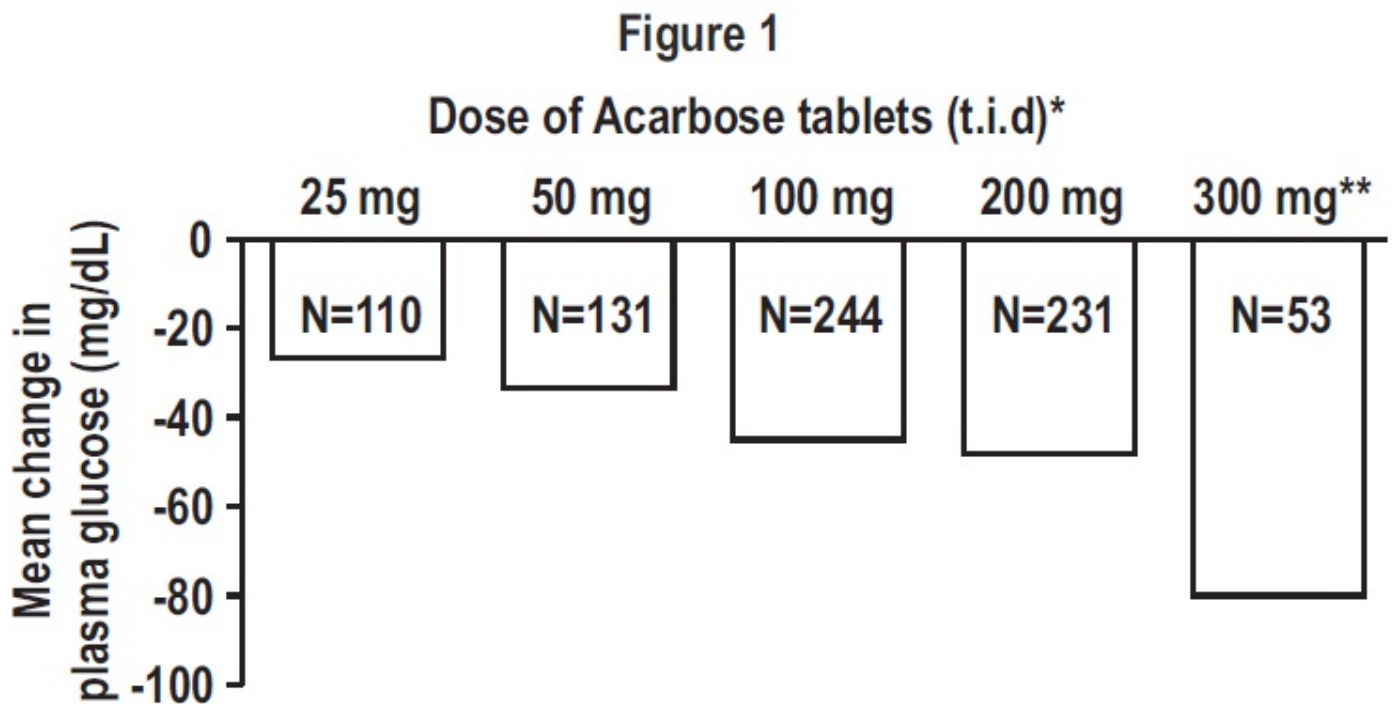 Figure 1
Dose of Acarbose tablets (t.i.d)*
25 mg 50 mg 100 mg 200 mg 300 mg**
Mean change in
plasma glucose (mg/dL)
0
N=110 N=131 N=244 N=231 N=53
-20
-40
-60
-80
-100